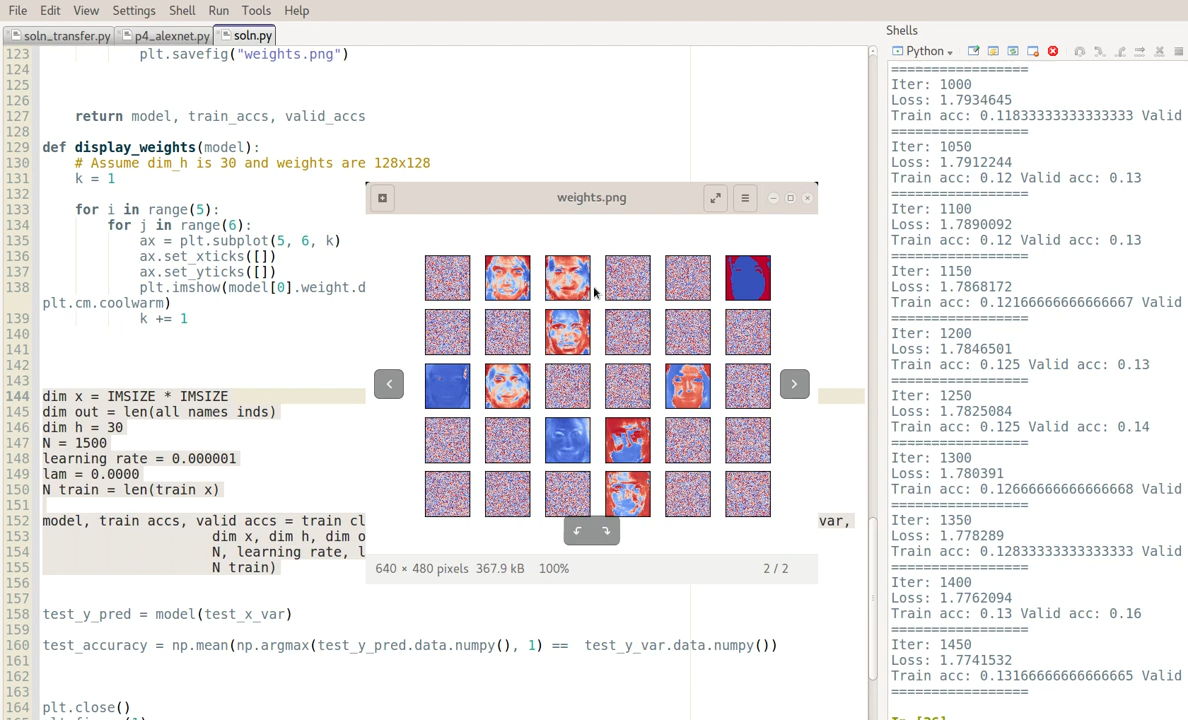 File Edit View Settings Shell Run Tools Help
soln_transfer.py p4_alexnet.py soln.py
123 plt.savefig("weights.png")
124
125
126
127 return model, train_accs, valid_accs
128
129 def display_weights(model):
130 # Assume dim_h is 30 and weights are 128x128
131 k = 1
132
133 for i in range(5):
134 for j in range(6):
135 ax = plt.subplot(5, 6, k)
136 ax.set_xticks([])
137 ax.set_yticks([])
138 plt.imshow(model[0].weight.d
plt.cm.coolwarm)
139 k += 1
140
141
142
143
144 dim x = IMSIZE * IMSIZE
145 dim out = len(all names inds)
146 dim h = 30
147 N = 1500
148 learning rate = 0.000001
149 lam = 0.0000
150 N train = len(train x)
151
152 model, train accs, valid accs = train cl
var,
153 dim x, dim h, dim o
154 N, learning rate, l
155 N train)
156
157
158 test_y_pred = model(test_x_var)
159
160 test_accuracy = np.mean(np.argmax(test_y_pred.data.numpy(), 1) == test_y_var.data.numpy())
161
162
163
164 plt.close()
weights.png
640 × 480 pixels 367.9 kB 100% 2 / 2
Shells
Python
=================
Iter: 1000
Loss: 1.7934645
Train acc: 0.11833333333333333 Valid
=================
Iter: 1050
Loss: 1.7912244
Train acc: 0.12 Valid acc: 0.13
=================
Iter: 1100
Loss: 1.7890092
Train acc: 0.12 Valid acc: 0.13
=================
Iter: 1150
Loss: 1.7868172
Train acc: 0.12166666666666667 Valid
=================
Iter: 1200
Loss: 1.7846501
Train acc: 0.125 Valid acc: 0.13
=================
Iter: 1250
Loss: 1.7825084
Train acc: 0.125 Valid acc: 0.14
=================
Iter: 1300
Loss: 1.780391
Train acc: 0.12666666666666668 Valid
=================
Iter: 1350
Loss: 1.778289
Train acc: 0.12833333333333333 Valid
=================
Iter: 1400
Loss: 1.7762094
Train acc: 0.13 Valid acc: 0.16
=================
Iter: 1450
Loss: 1.7741532
Train acc: 0.13166666666666665 Valid
=================